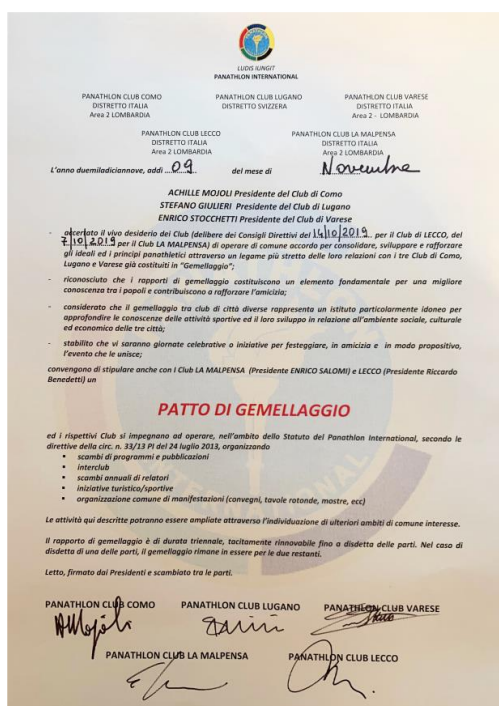 LUDIS IUNGIT
PANATHLON INTERNATIONAL
PANATHLON CLUB COMO
DISTRETTO ITALIA
Area 2 LOMBARDIA
PANATHLON CLUB LUGANO
DISTRETTO SVIZZERA
PANATHLON CLUB VARESE
DISTRETTO ITALIA
Area 2 - LOMBARDIA
PANATHLON CLUB LECCO
DISTRETTO ITALIA
Area 2 LOMBARDIA
PANATHLON CLUB LA MALPENSA
DISTRETTO ITALIA
Area 2 LOMBARDIA
L'anno duemiladiciannove, addì 09 del mese di Novembre
ACHILLE MOJOLI Presidente del Club di Como
STEFANO GIULIERI Presidente del Club di Lugano
ENRICO STOCCHETTI Presidente del Club di Varese
- accertato il vivo desiderio dei Club (delibere dei Consigli Direttivi del 14/10/2019 per il Club di LECCO, del
7/10/2019 per il Club LA MALPENSA) di operare di comune accordo per consolidare, sviluppare e rafforzare
gli ideali ed i principi panathletici attraverso un legame più stretto delle loro relazioni con i tre Club di Como,
Lugano e Varese già costituiti in "Gemellaggio";
- riconosciuto che i rapporti di gemellaggio costituiscono un elemento fondamentale per una migliore
conoscenza tra i popoli e contribuiscono a rafforzare l'amicizia;
- considerato che il gemellaggio tra club di città diverse rappresenta un istituto particolarmente idoneo per
approfondire le conoscenze delle attività sportive ed il loro sviluppo in relazione all'ambiente sociale, culturale
ed economico delle tre città;
- stabilito che vi saranno giornate celebrative o iniziative per festeggiare, in amicizia e in modo propositivo,
l'evento che le unisce;
convengono di stipulare anche con i Club LA MALPENSA (Presidente ENRICO SALOMI) e LECCO (Presidente Riccardo
Benedetti) un
PATTO DI GEMELLAGGIO
ed i rispettivi Club si impegnano ad operare, nell'ambito dello Statuto del Panathlon International, secondo le
direttive della circ. n. 33/13 PI del 24 luglio 2013, organizzando
• scambi di programmi e pubblicazioni
• interclub
• scambi annuali di relatori
• iniziative turistico/sportive
• organizzazione comune di manifestazioni (convegni, tavole rotonde, mostre, ecc)
Le attività qui descritte potranno essere ampliate attraverso l'individuazione di ulteriori ambiti di comune interesse.
Il rapporto di gemellaggio è di durata triennale, tacitamente rinnovabile fino a disdetta delle parti. Nel caso di
disdetta di una delle parti, il gemellaggio rimane in essere per le due restanti.
Letto, firmato dai Presidenti e scambiato tra le parti.
PANATHLON CLUB COMO PANATHLON CLUB LUGANO PANATHLON CLUB VARESE
PANATHLON CLUB LA MALPENSA PANATHLON CLUB LECCO